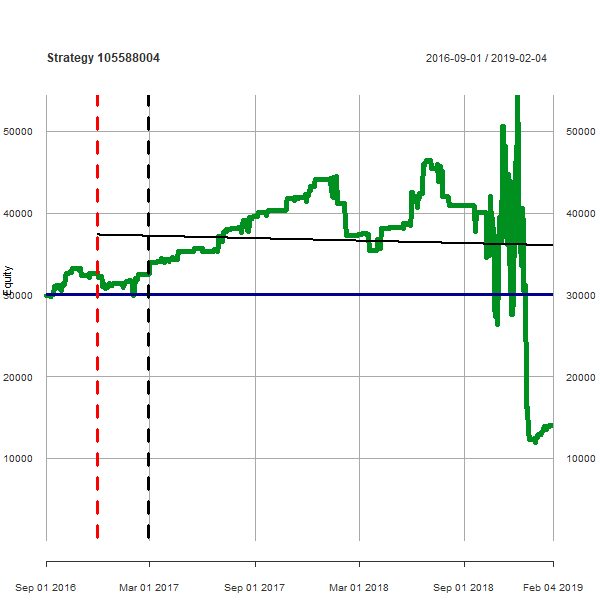 Strategy 105588004
2016-09-01 / 2019-02-04
50000
50000
40000
40000
Equity
30000
30000
20000
20000
10000
10000
Sep 01 2016
Mar 01 2017
Sep 01 2017
Mar 01 2018
Sep 01 2018
Feb 04 2019